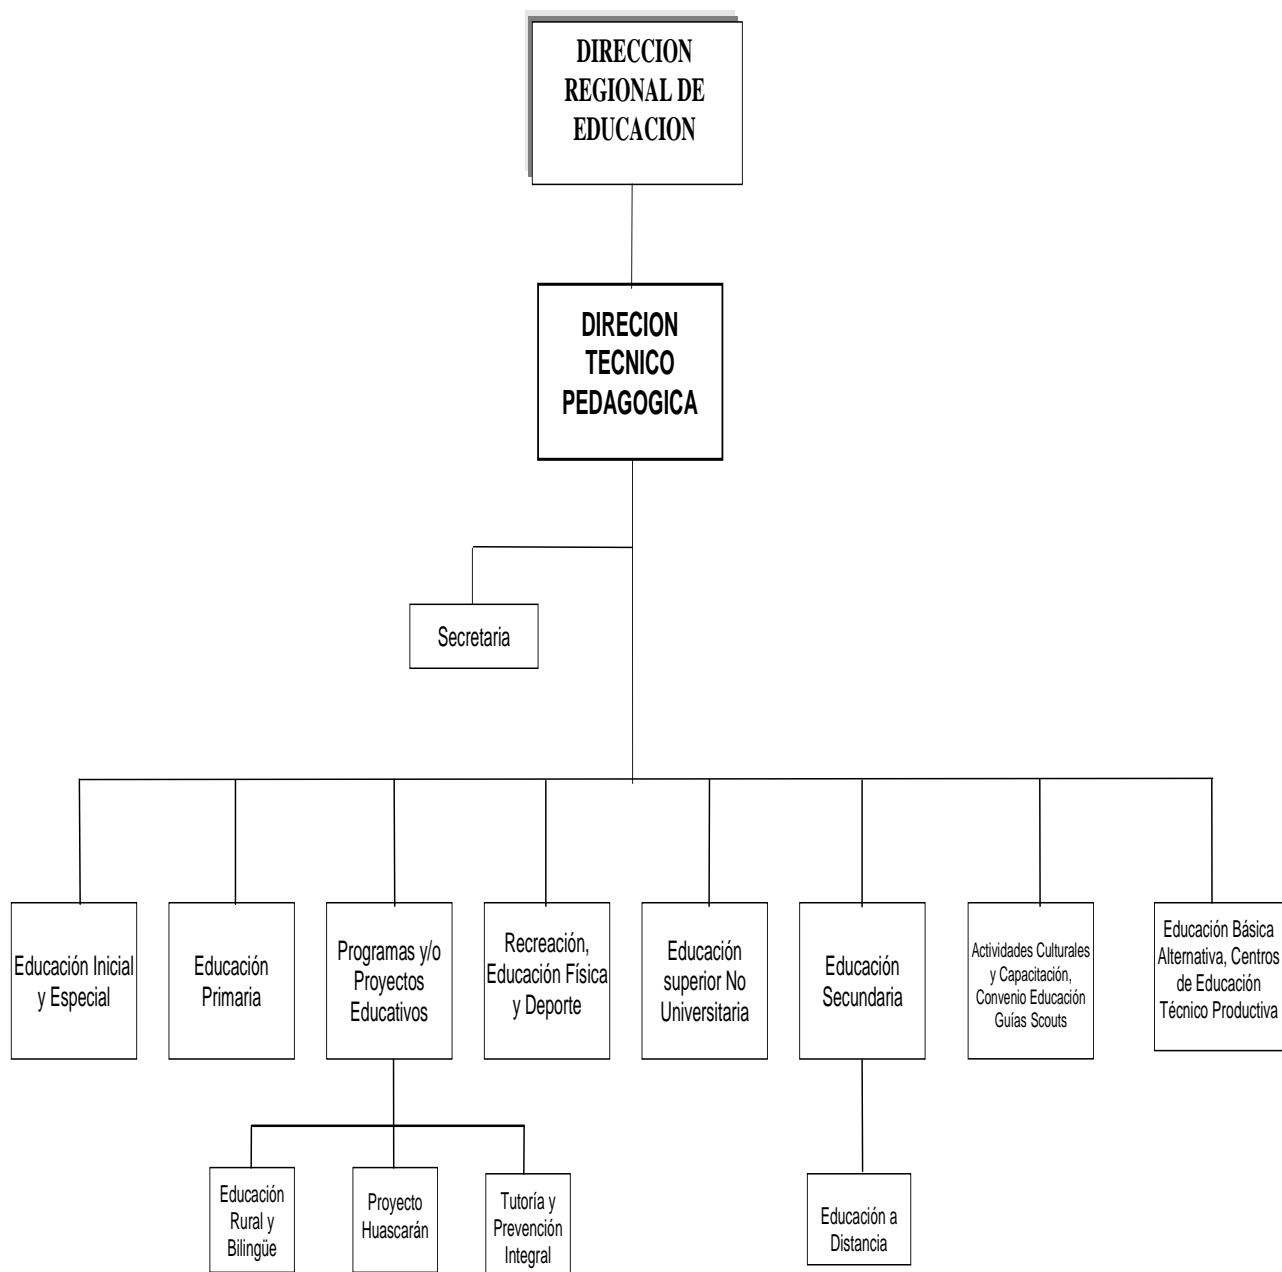 DIRECCION
REGIONAL DE
EDUCACION
DIRECION
TECNICO
PEDAGOGICA
Secretaria
Educación Inicial
y Especial
Educación
Primaria
Programas y/o
Proyectos
Educativos
Recreación,
Educación Física
y Deporte
Educación
superior No
Universitaria
Educación
Secundaria
Actividades Culturales
y Capacitación,
Convenio Educación
Guías Scouts
Educación Básica
Alternativa, Centros
de Educación
Técnico Productiva
Educación
Rural y
Bilingüe
Proyecto
Huascarán
Tutoría y
Prevención
Integral
Educación a
Distancia